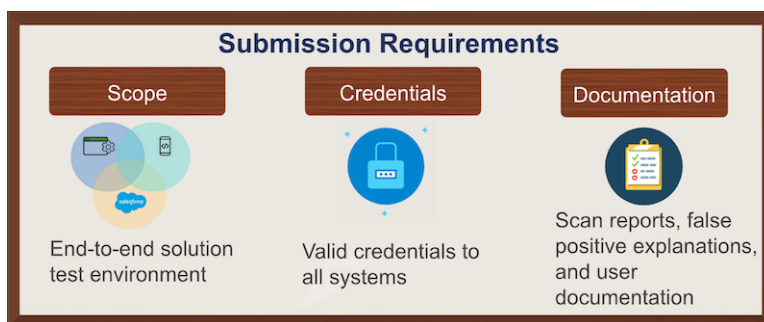 Submission Requirements
Scope
Credentials
Documentation
salesforce
End-to-end solution
test environment
Valid credentials to
all systems
Scan reports, false
positive explanations,
and user
documentation